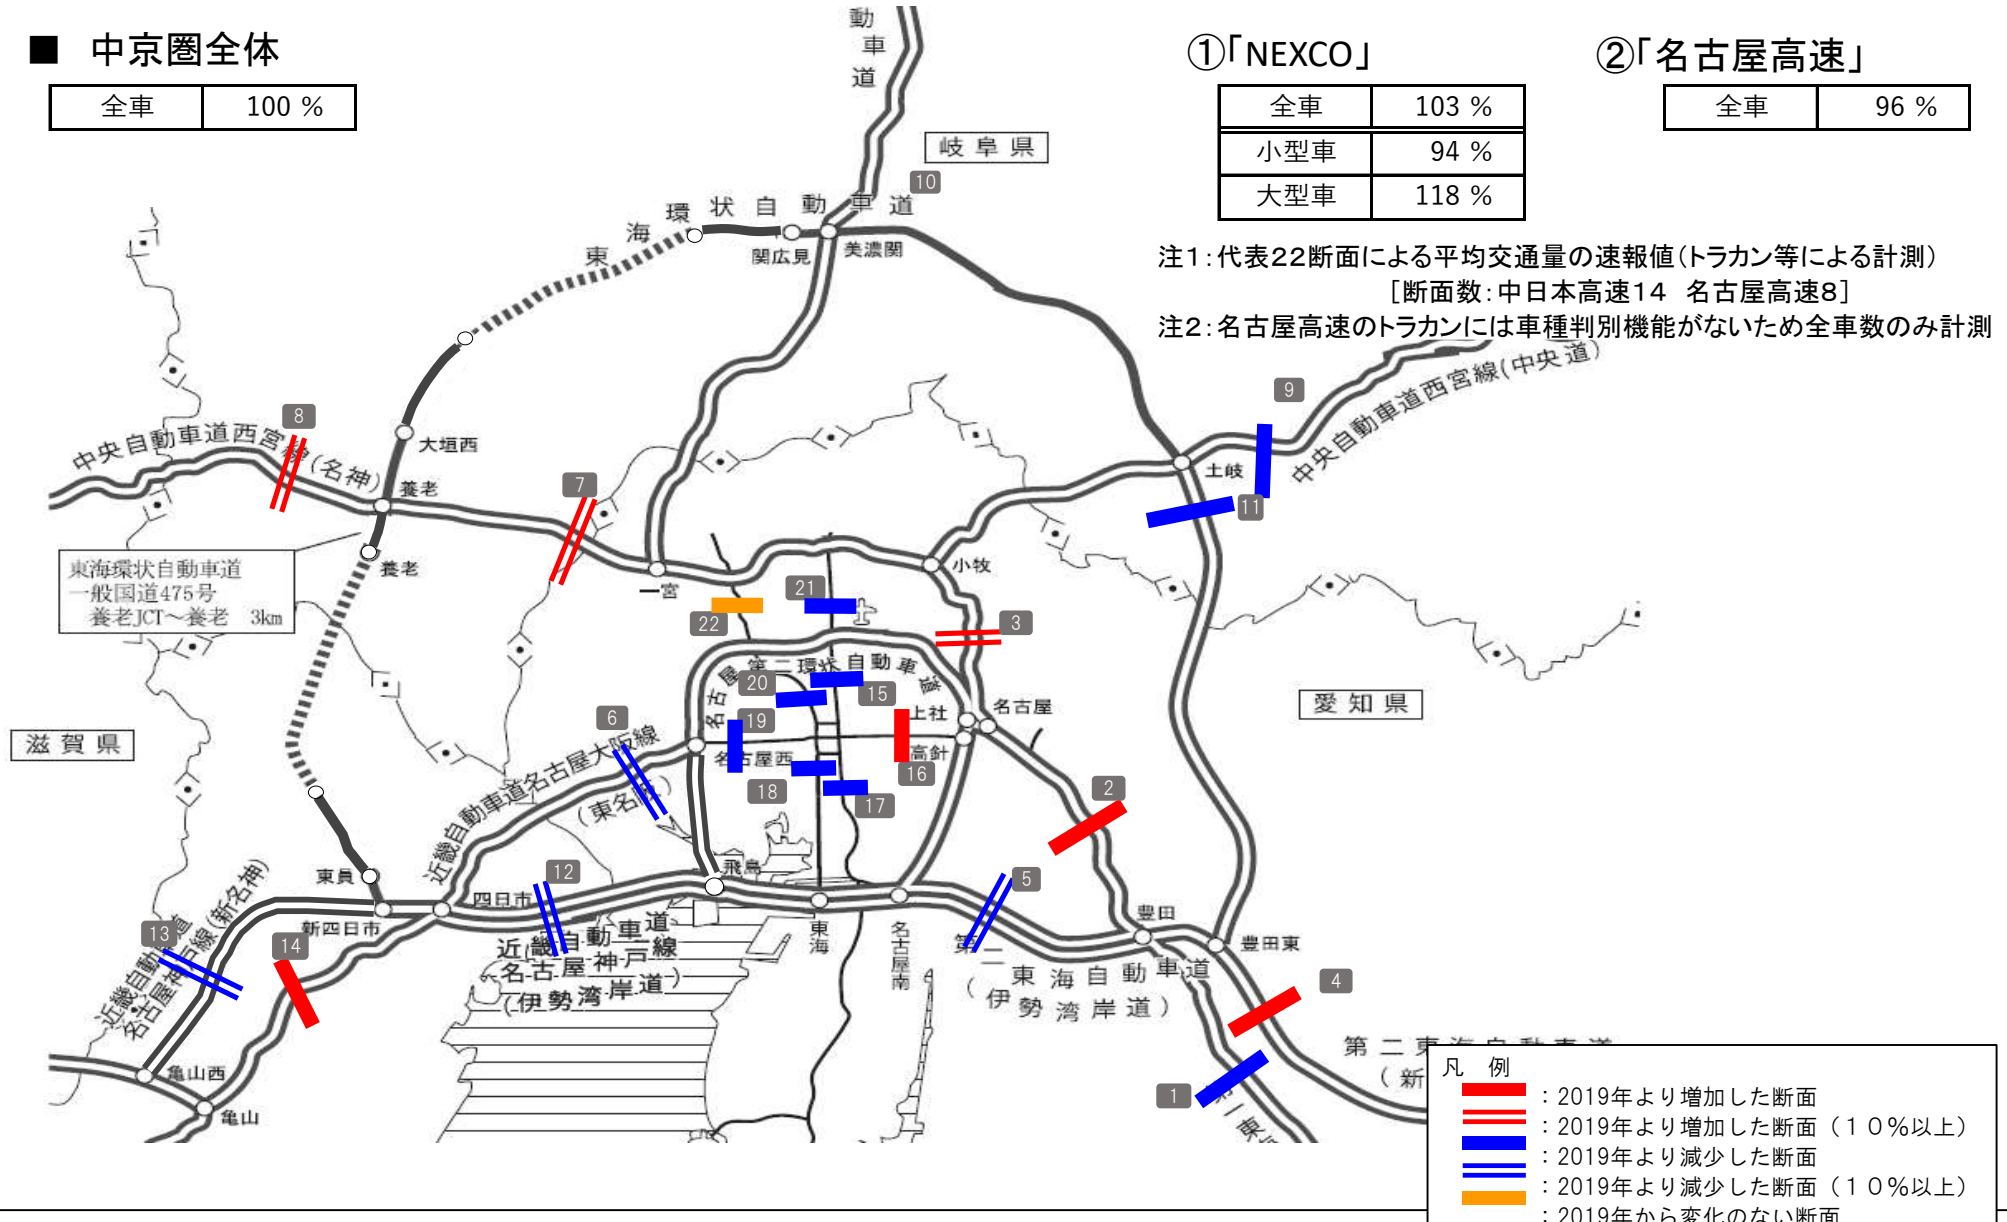 ■ 中京圏全体
全車 100 %
①「NEXCO」
全車 103 %
小型車 94 %
大型車 118 %
②「名古屋高速」
全車 96 %
注1：代表22断面による平均交通量の速報値（トラカン等による計測）
［断面数：中日本高速14 名古屋高速8］
注2：名古屋高速のトラカンには車種判別機能がないため全車数のみ計測
動車道
岐阜県
10
東海環状自動車道
関広見
美濃関
中央自動車道西宮線(中央道)
9
8
中央自動車道西宮線(名神)
大垣西
養老
7
土岐
11
養老
東海環状自動車道
一般国道475号
養老JCT～養老 3km
一宮
小牧
21
22
3
名古屋第二環状自動車道
20
15
19
上社
名古屋
愛知県
滋賀県
6
近畿自動車道名古屋大阪線
(東名阪)
名古屋西
高針
16
18
17
2
飛島
12
5
東員
四日市
新四日市
東海
名古屋南
豊田
豊田東
13
14
近畿自動車道
名古屋神戸線(新名神)
近畿自動車道
名古屋神戸線
(伊勢湾岸道)
第二東海自動車道
(伊勢湾岸道)
4
1
亀山西
亀山
第二東海自動車道
(新
第一東
凡 例
：2019年より増加した断面
：2019年より増加した断面（１０％以上）
：2019年より減少した断面
：2019年より減少した断面（１０％以上）
：2019年から変化のない断面